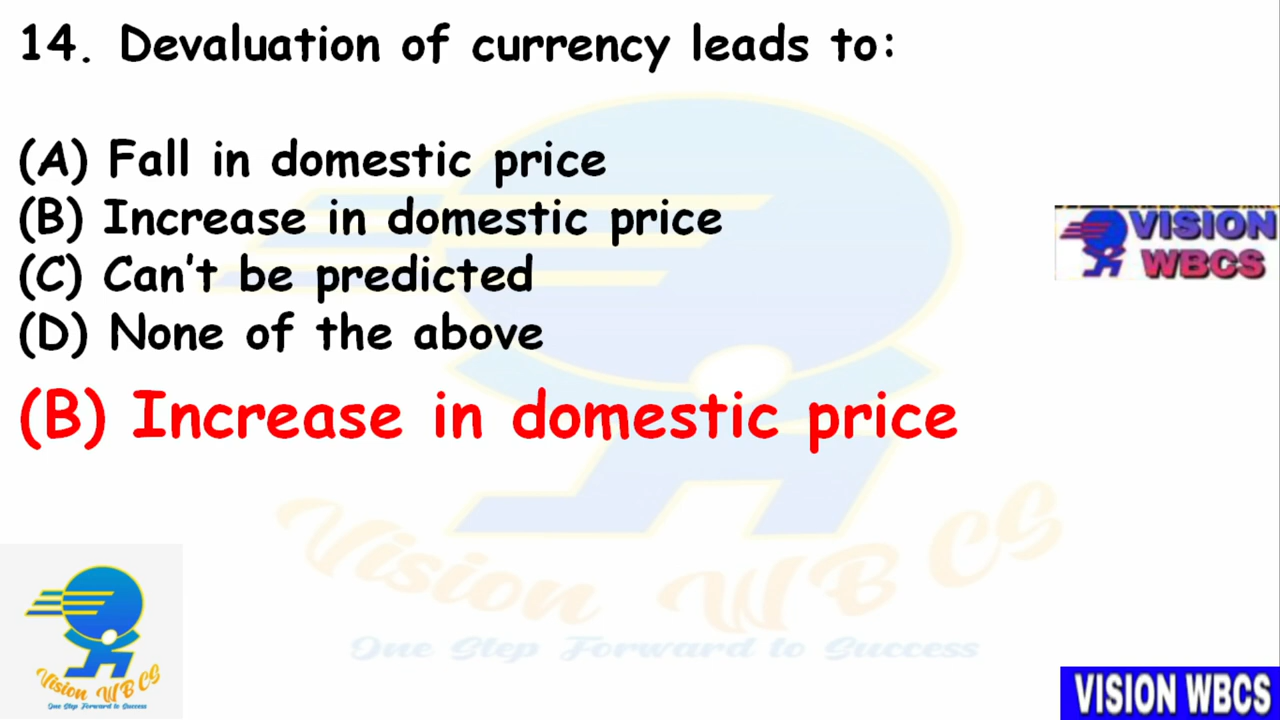 14. Devaluation of currency leads to:
(A) Fall in domestic price
(B) Increase in domestic price
(C) Can't be predicted
(D) None of the above
(B) Increase in domestic price
VISION
WBCS
Vision WBCS
One Step Forward to Success
Vision WBCS
One Step Forward to Success
VISION WBCS